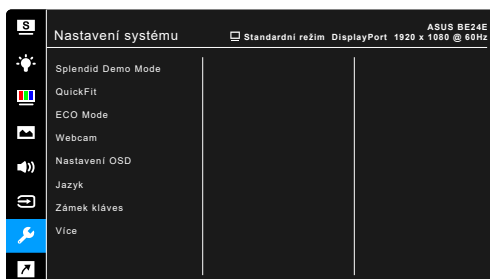 S
ASUS BE24E
Nastavení systému
Standardní režim DisplayPort 1920 x 1080 @ 60Hz
Splendid Demo Mode
QuickFit
ECO Mode
Webcam
Nastavení OSD
Jazyk
Zámek kláves
Více